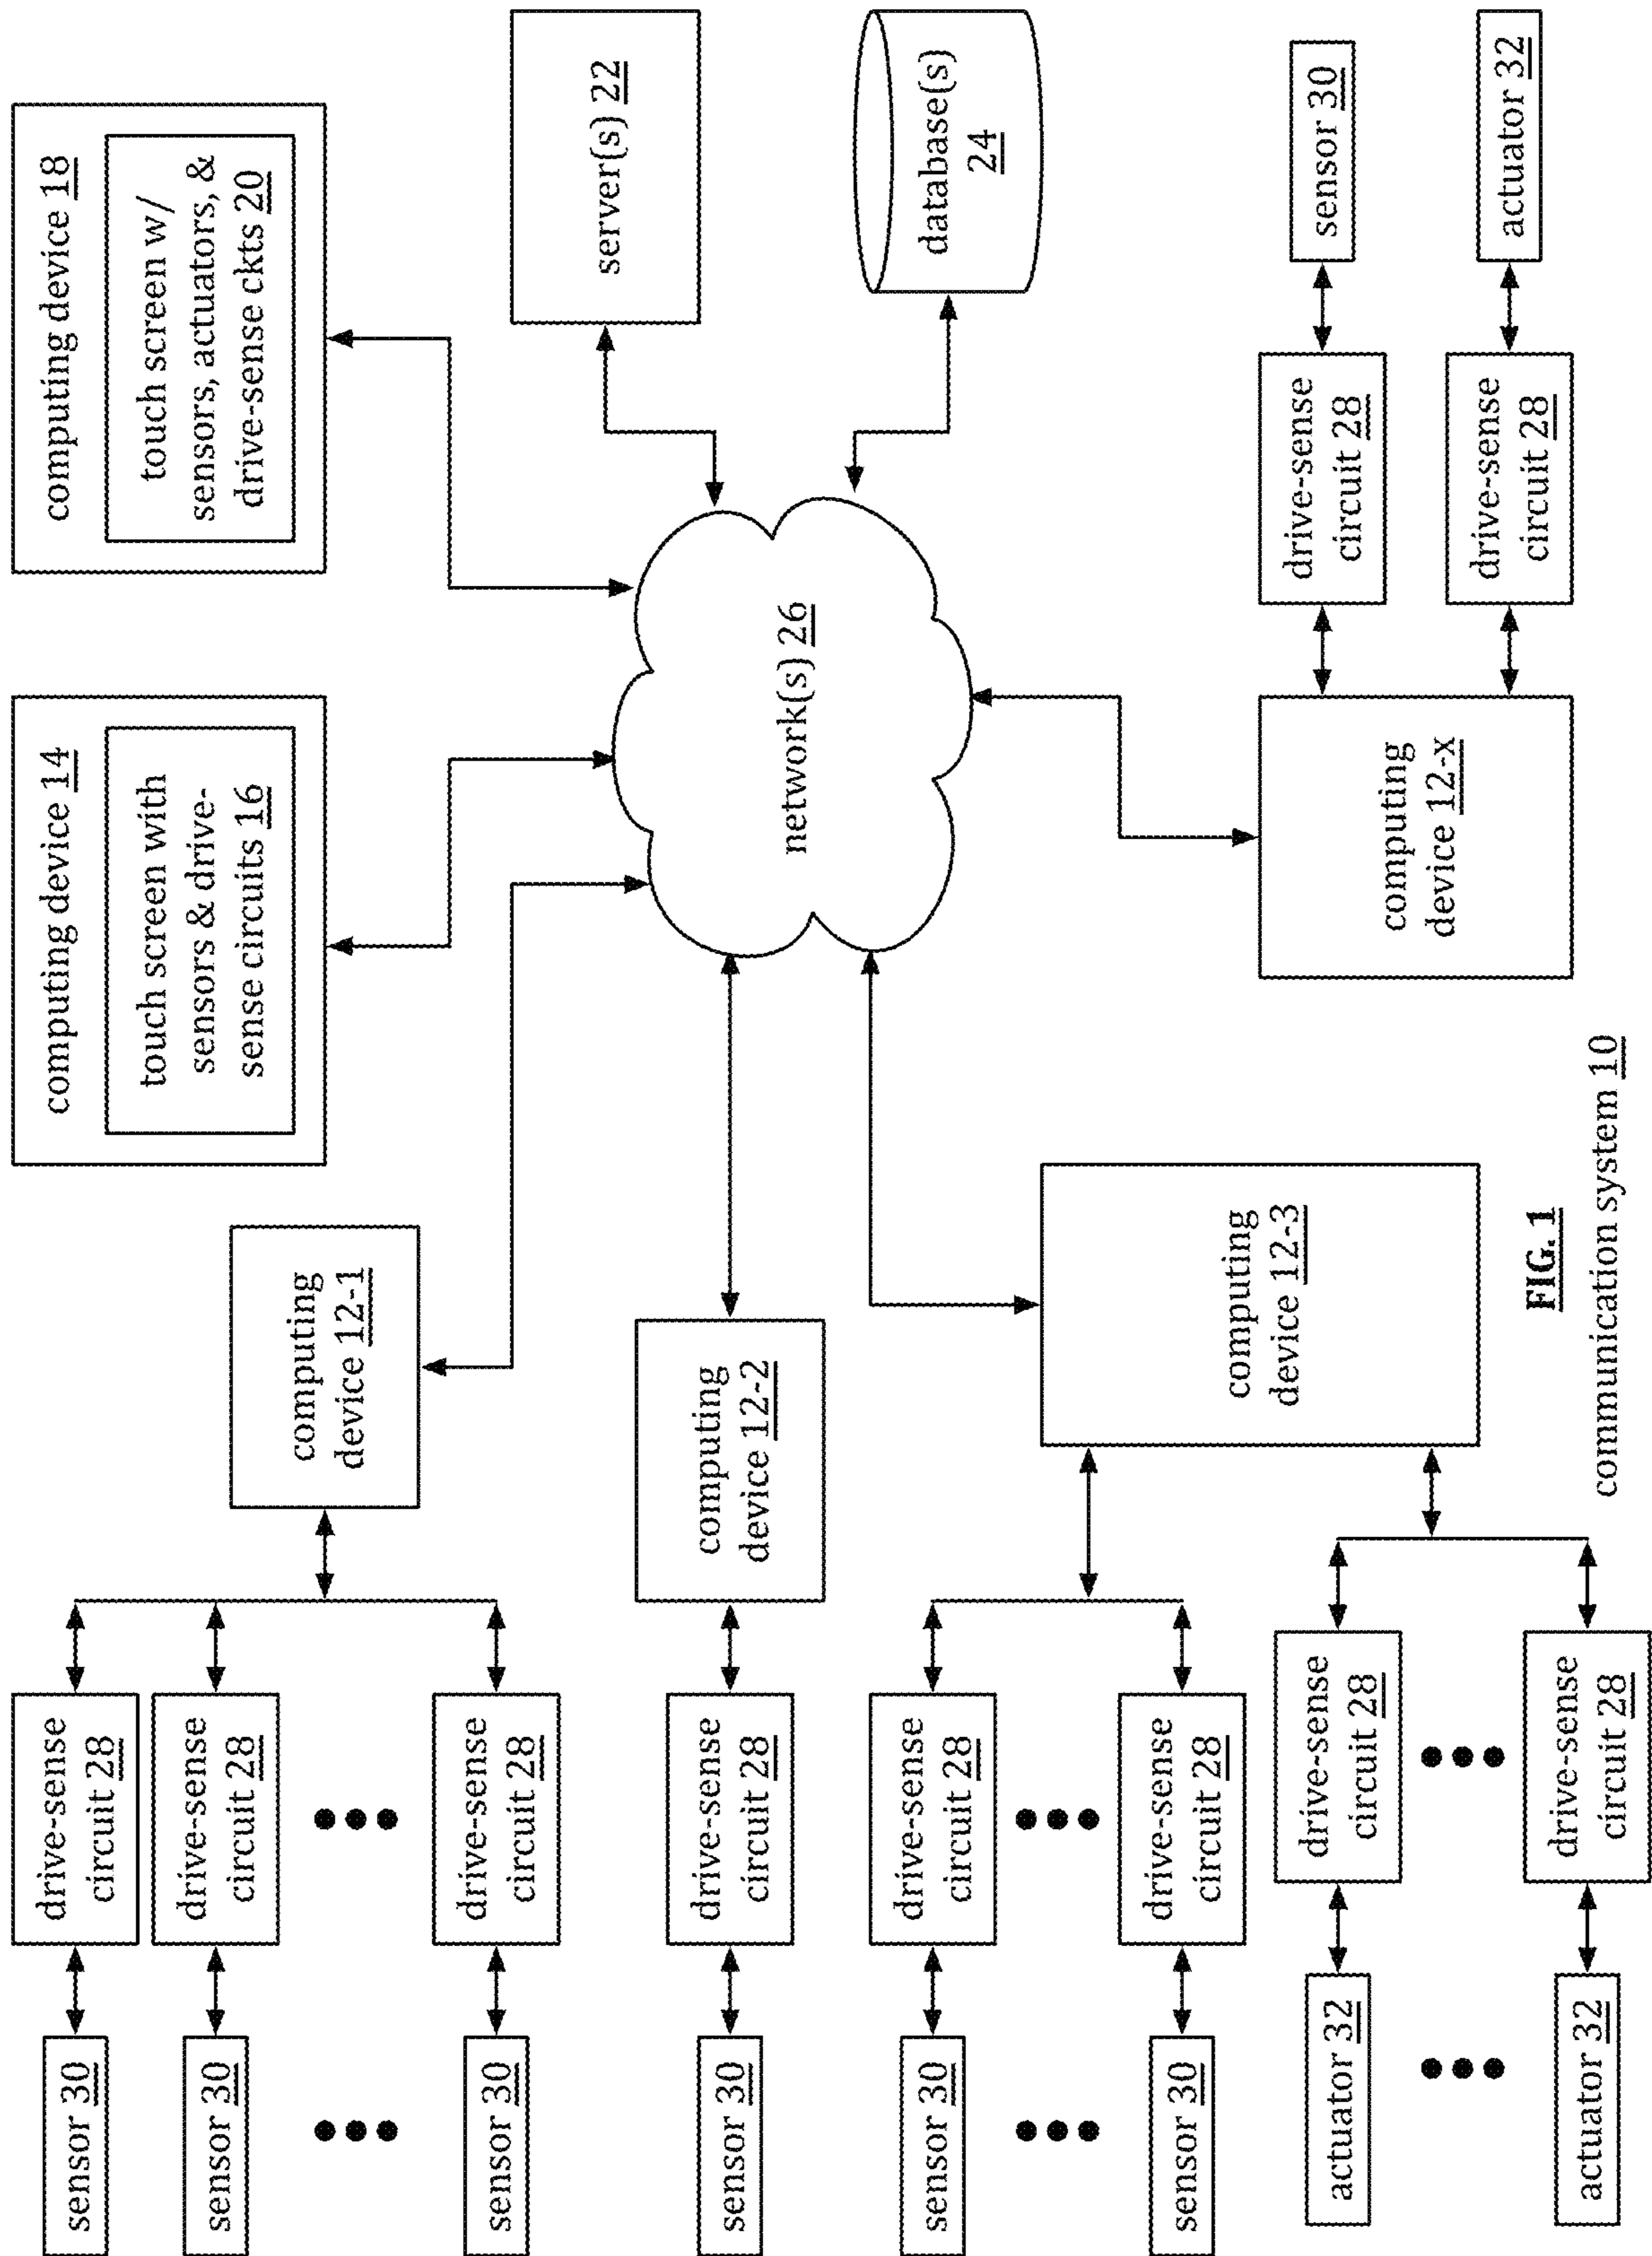 sensor 30
drive-sense
circuit 28
sensor 30
drive-sense
circuit 28
sensor 30
drive-sense
circuit 28
computing
device 12-1
computing device 14
touch screen with
sensors & drive-
sense circuits 16
computing device 18
touch screen w/
sensors, actuators, &
drive-sense ckts 20
sensor 30
drive-sense
circuit 28
computing
device 12-2
network(s) 26
server(s) 22
database(s)
24
sensor 30
drive-sense
circuit 28
sensor 30
drive-sense
circuit 28
computing
device 12-3
actuator 32
drive-sense
circuit 28
actuator 32
drive-sense
circuit 28
computing
device 12-x
drive-sense
circuit 28
sensor 30
drive-sense
circuit 28
actuator 32
FIG. 1
communication system 10